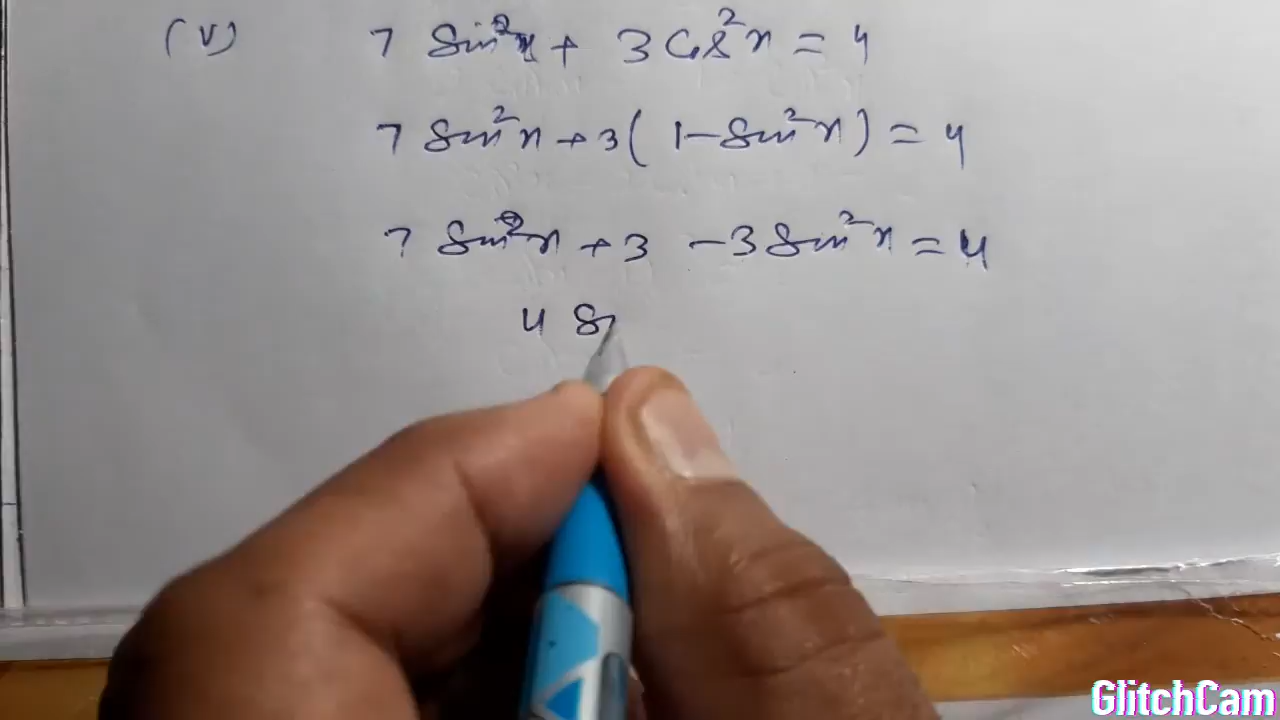 (V) 7 Sin²x + 3 Cos²x = 4
7 Sin²x + 3( 1 - Sin²x ) = 4
7 Sin²x + 3 - 3 Sin²x = 4
4 S
GlitchCam